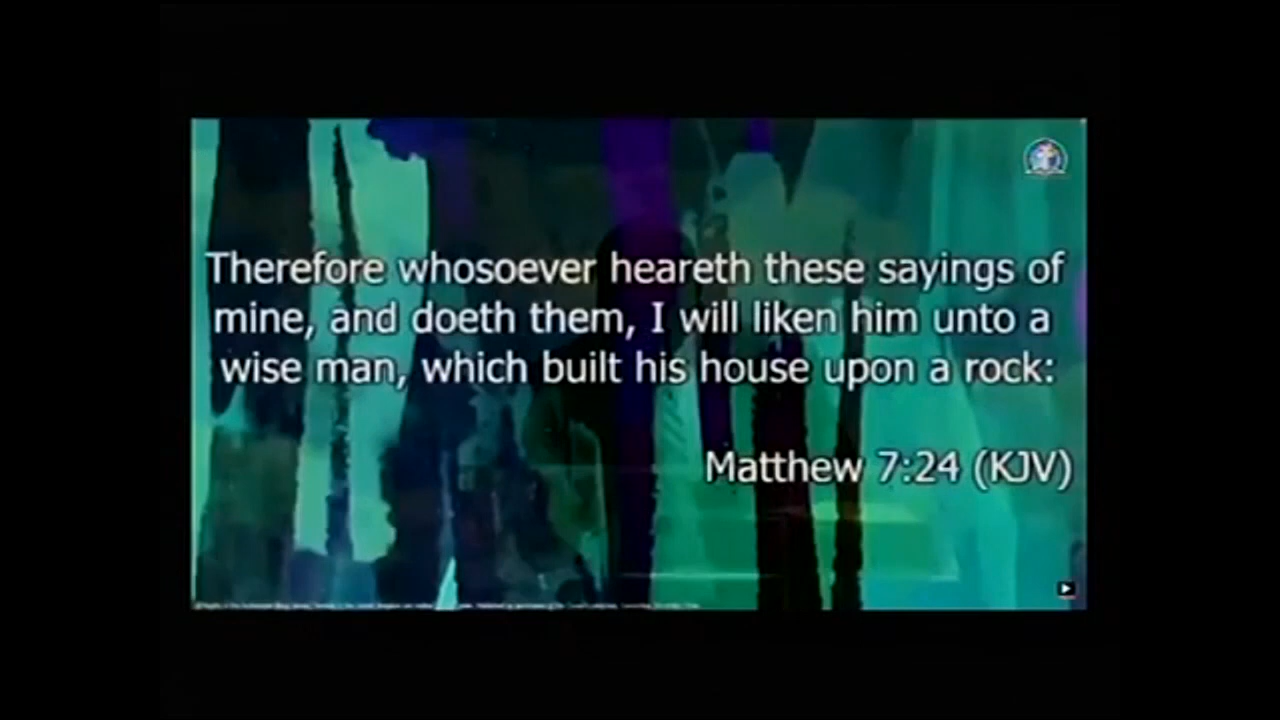 Therefore whosoever heareth these sayings of
mine, and doeth them, I will liken him unto a
wise man, which built his house upon a rock:
Matthew 7:24 (KJV)